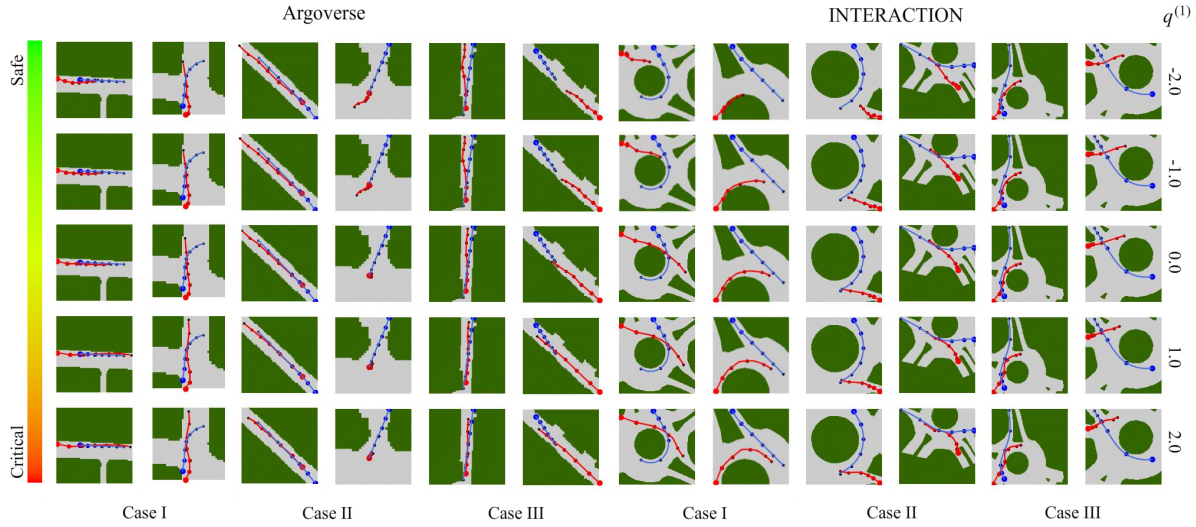 Argoverse
INTERACTION
q^(1)
Safe
Critical
-2.0
-1.0
0.0
1.0
2.0
Case I
Case II
Case III
Case I
Case II
Case III